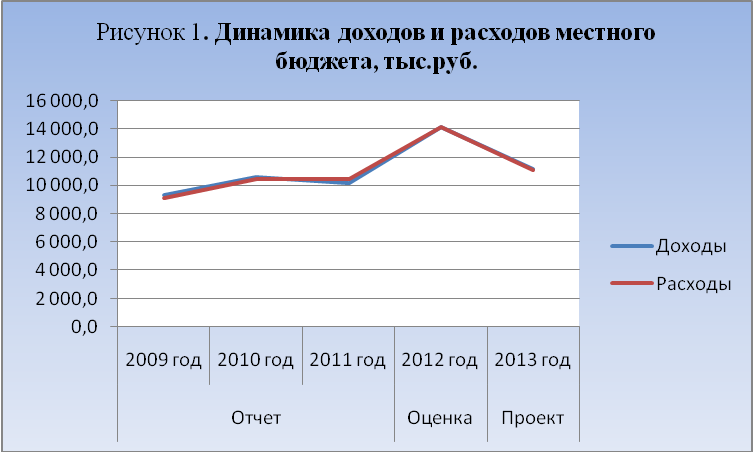 Рисунок 1. Динамика доходов и расходов местного
бюджета, тыс.руб.
16 000,0
14 000,0
12 000,0
10 000,0
8 000,0
6 000,0
4 000,0
2 000,0
0,0
Доходы
Расходы
2009 год 2010 год 2011 год 2012 год 2013 год
Отчет Оценка Проект